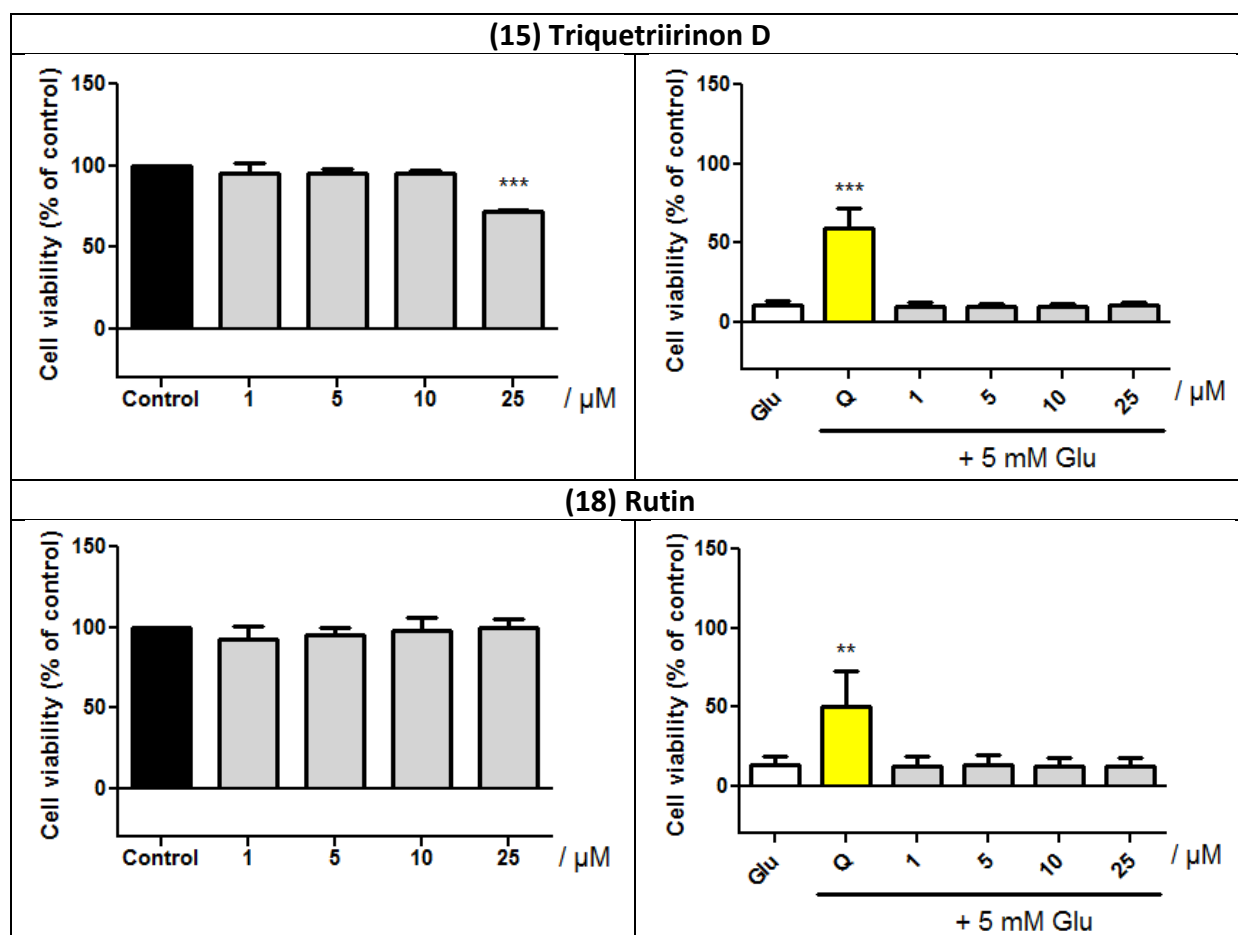 (15) Triquetriirinon D
Cell viability (% of control)
150
100
50
0
***
Control 1 5 10 25 / µM
Cell viability (% of control)
150
100
50
0
***
Glu Q 1 5 10 25 / µM
+ 5 mM Glu
(18) Rutin
Cell viability (% of control)
150
100
50
0
Control 1 5 10 25 / µM
Cell viability (% of control)
150
100
50
0
**
Glu Q 1 5 10 25 / µM
+ 5 mM Glu